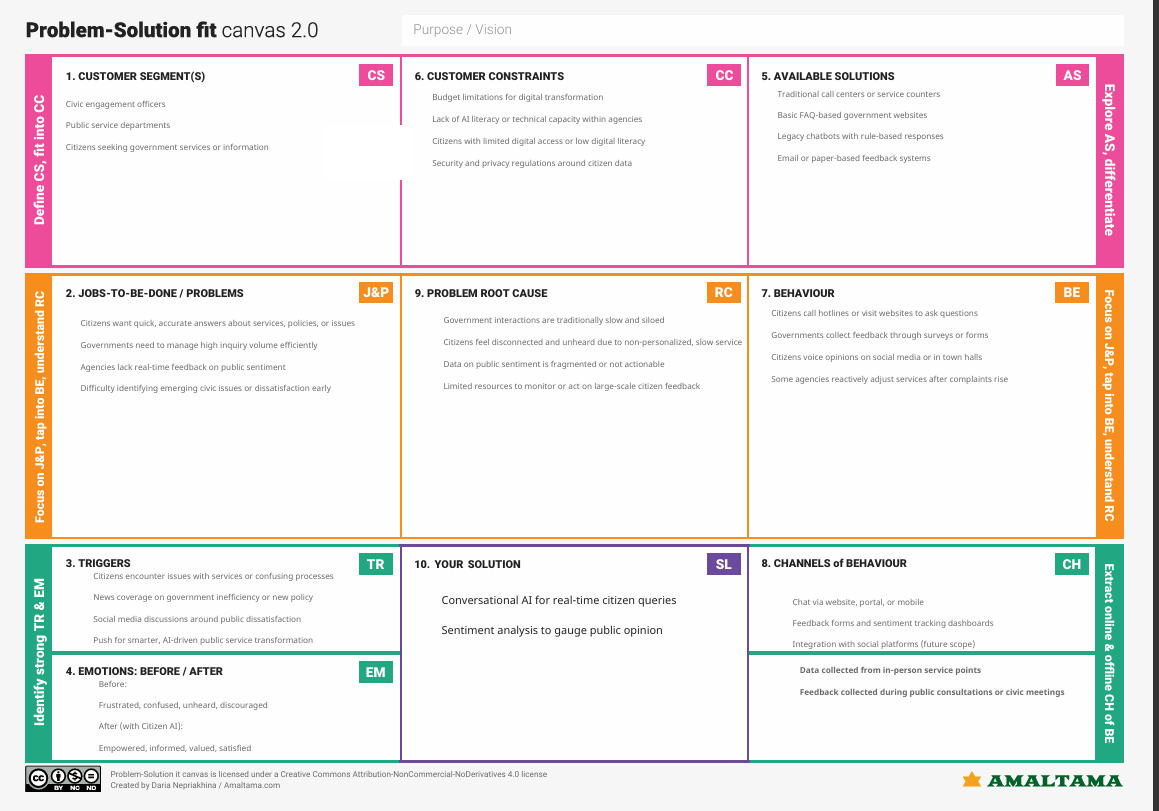 Problem-Solution fit canvas 2.0
Purpose / Vision
Define CS, fit into CC
1. CUSTOMER SEGMENT(S)
CS
Civic engagement officers
Public service departments
Citizens seeking government services or information
6. CUSTOMER CONSTRAINTS
CC
Budget limitations for digital transformation
Lack of AI literacy or technical capacity within agencies
Citizens with limited digital access or low digital literacy
Security and privacy regulations around citizen data
5. AVAILABLE SOLUTIONS
AS
Traditional call centers or service counters
Basic FAQ-based government websites
Legacy chatbots with rule-based responses
Email or paper-based feedback systems
Explore AS, differentiate
Focus on J&P, tap into BE, understand RC
2. JOBS-TO-BE-DONE / PROBLEMS
J&P
Citizens want quick, accurate answers about services, policies, or issues
Governments need to manage high inquiry volume efficiently
Agencies lack real-time feedback on public sentiment
Difficulty identifying emerging civic issues or dissatisfaction early
9. PROBLEM ROOT CAUSE
RC
Government interactions are traditionally slow and siloed
Citizens feel disconnected and unheard due to non-personalized, slow service
Data on public sentiment is fragmented or not actionable
Limited resources to monitor or act on large-scale citizen feedback
7. BEHAVIOUR
BE
Citizens call hotlines or visit websites to ask questions
Governments collect feedback through surveys or forms
Citizens voice opinions on social media or in town halls
Some agencies reactively adjust services after complaints rise
Focus on J&P, tap into BE, understand RC
Identify strong TR & EM
3. TRIGGERS
TR
Citizens encounter issues with services or confusing processes
News coverage on government inefficiency or new policy
Social media discussions around public dissatisfaction
Push for smarter, AI-driven public service transformation
4. EMOTIONS: BEFORE / AFTER
EM
Before:
Frustrated, confused, unheard, discouraged
After (with Citizen AI):
Empowered, informed, valued, satisfied
10. YOUR SOLUTION
SL
Conversational AI for real-time citizen queries
Sentiment analysis to gauge public opinion
8. CHANNELS of BEHAVIOUR
CH
Chat via website, portal, or mobile
Feedback forms and sentiment tracking dashboards
Integration with social platforms (future scope)
Data collected from in-person service points
Feedback collected during public consultations or civic meetings
Extract online & offline CH of BE
cc BY NC ND
Problem-Solution it canvas is licensed under a Creative Commons Attribution-NonCommercial-NoDerivatives 4.0 license
Created by Daria Nepriakhina / Amaltama.com
AMALTAMA